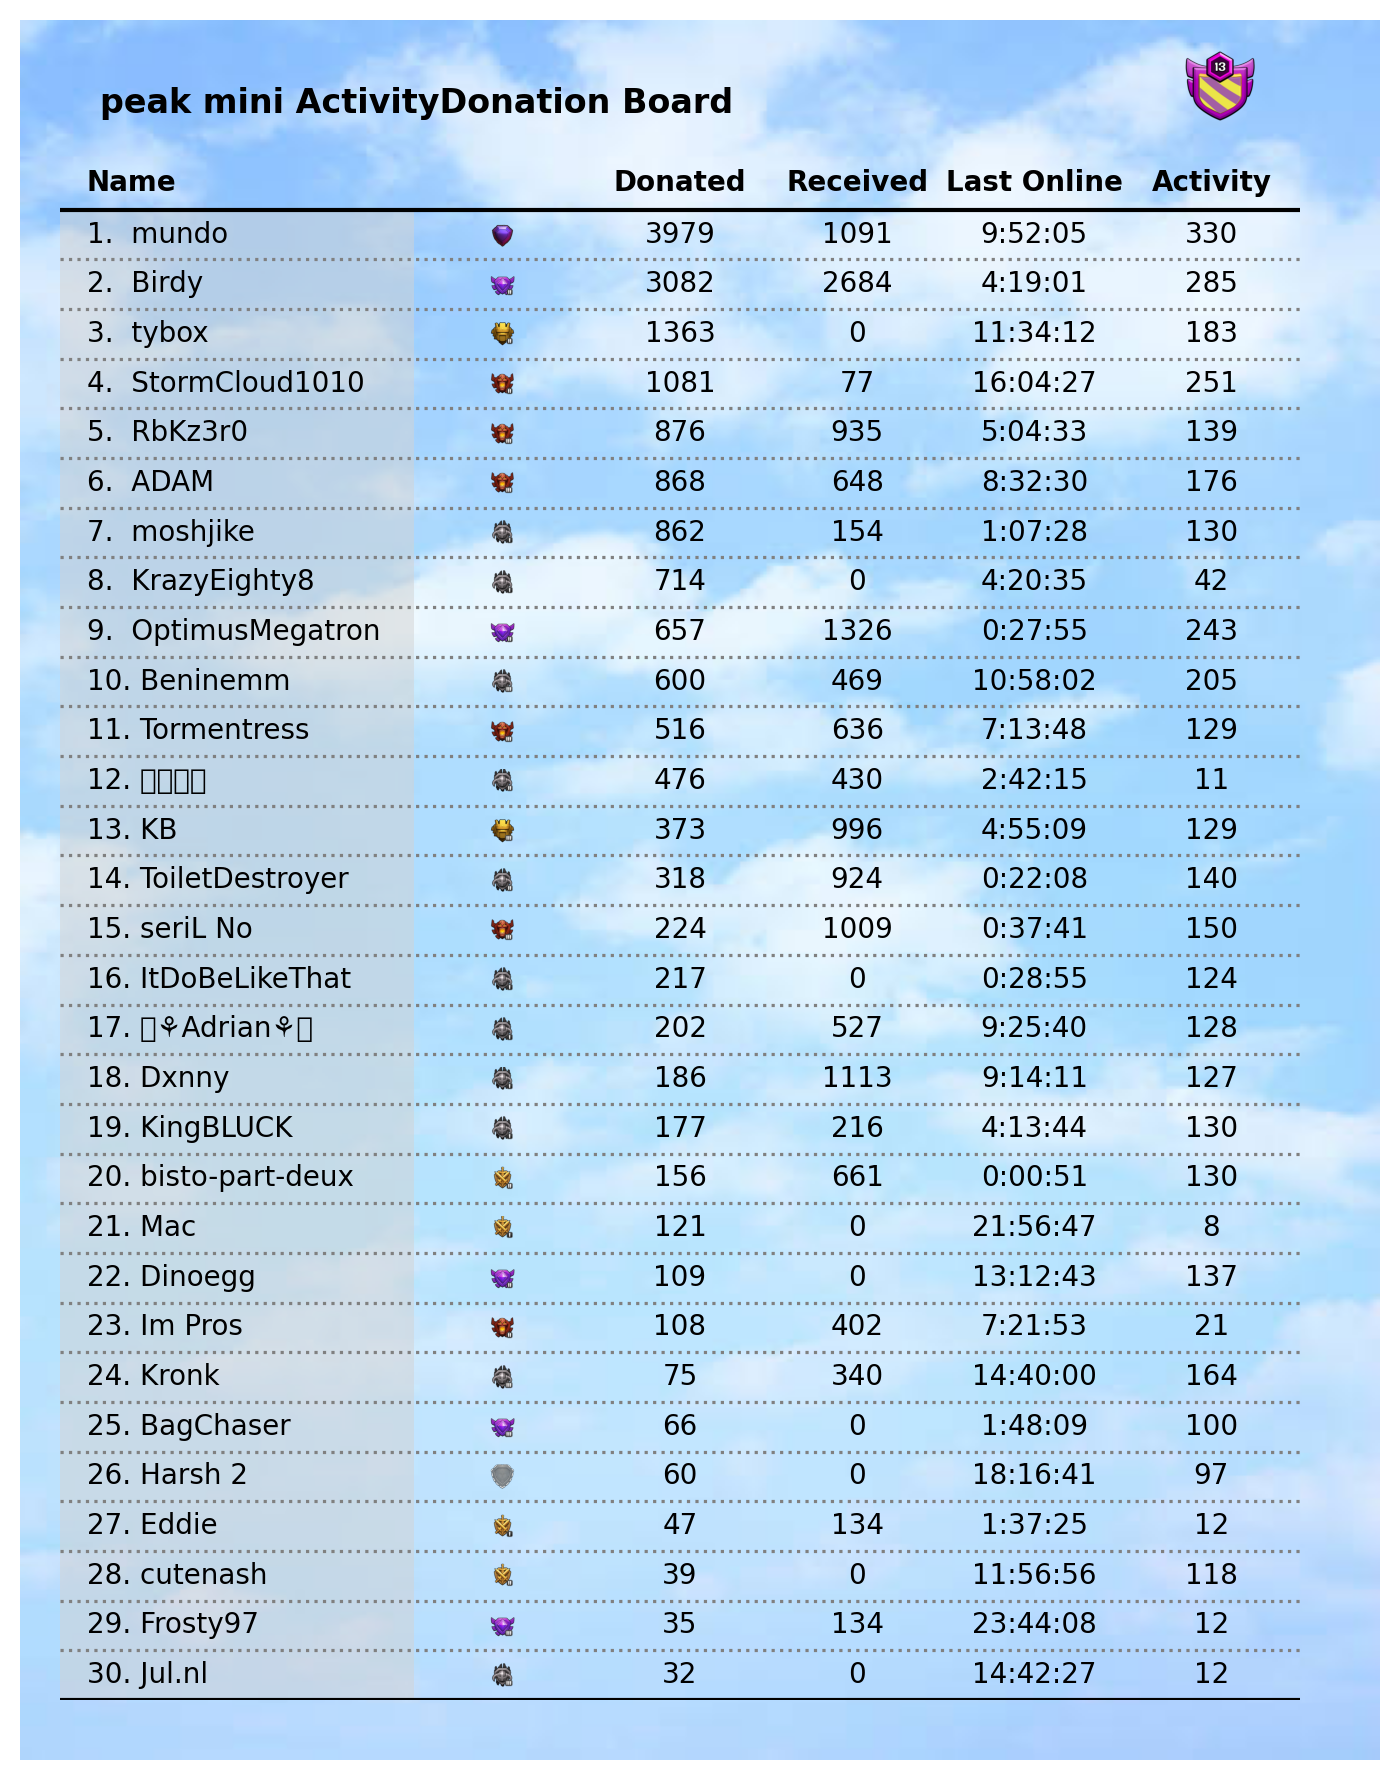 13
peak mini ActivityDonation Board
Name Donated Received Last Online Activity
1. mundo 3979 1091 9:52:05 330
2. Birdy 3082 2684 4:19:01 285
3. tybox 1363 0 11:34:12 183
4. StormCloud1010 1081 77 16:04:27 251
5. RbKz3r0 876 935 5:04:33 139
6. ADAM 868 648 8:32:30 176
7. moshjike 862 154 1:07:28 130
8. KrazyEighty8 714 0 4:20:35 42
9. OptimusMegatron 657 1326 0:27:55 243
10. Beninemm 600 469 10:58:02 205
11. Tormentress 516 636 7:13:48 129
12. 476 430 2:42:15 11
13. KB 373 996 4:55:09 129
14. ToiletDestroyer 318 924 0:22:08 140
15. seriL No 224 1009 0:37:41 150
16. ItDoBeLikeThat 217 0 0:28:55 124
17. ⚘Adrian⚘ 202 527 9:25:40 128
18. Dxnny 186 1113 9:14:11 127
19. KingBLUCK 177 216 4:13:44 130
20. bisto-part-deux 156 661 0:00:51 130
21. Mac 121 0 21:56:47 8
22. Dinoegg 109 0 13:12:43 137
23. Im Pros 108 402 7:21:53 21
24. Kronk 75 340 14:40:00 164
25. BagChaser 66 0 1:48:09 100
26. Harsh 2 60 0 18:16:41 97
27. Eddie 47 134 1:37:25 12
28. cutenash 39 0 11:56:56 118
29. Frosty97 35 134 23:44:08 12
30. Jul.nl 32 0 14:42:27 12